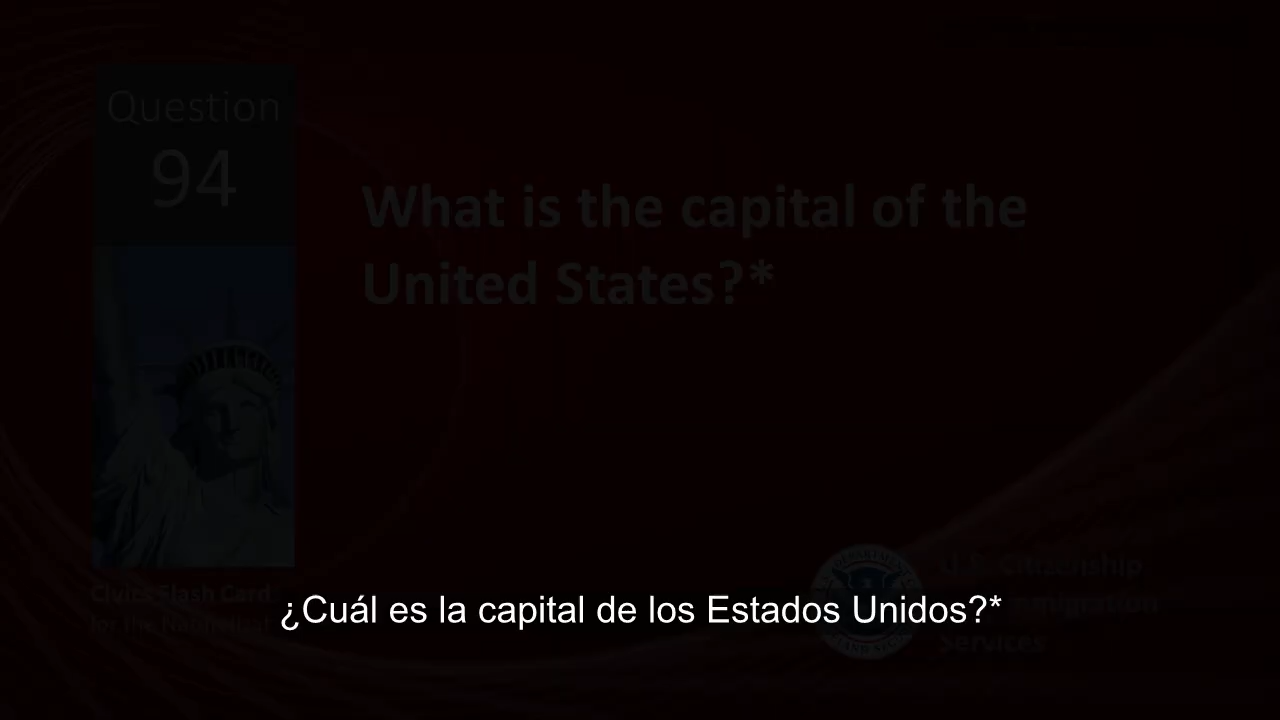 Question
94
What is the capital of the
United States?*
Civics Flash Card
for the Naturalization
U.S. Citizenship
and Immigration
Services
¿Cuál es la capital de los Estados Unidos?*